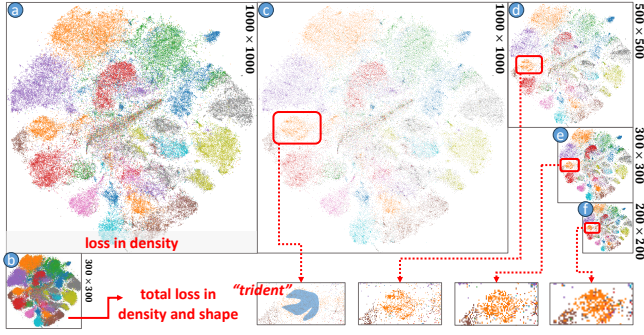 a
1000 × 1000
c
1000 × 1000
d
500 × 500
e
300 × 300
f
200 × 200
loss in density
b
300 × 300
total loss in
density and shape
"trident"